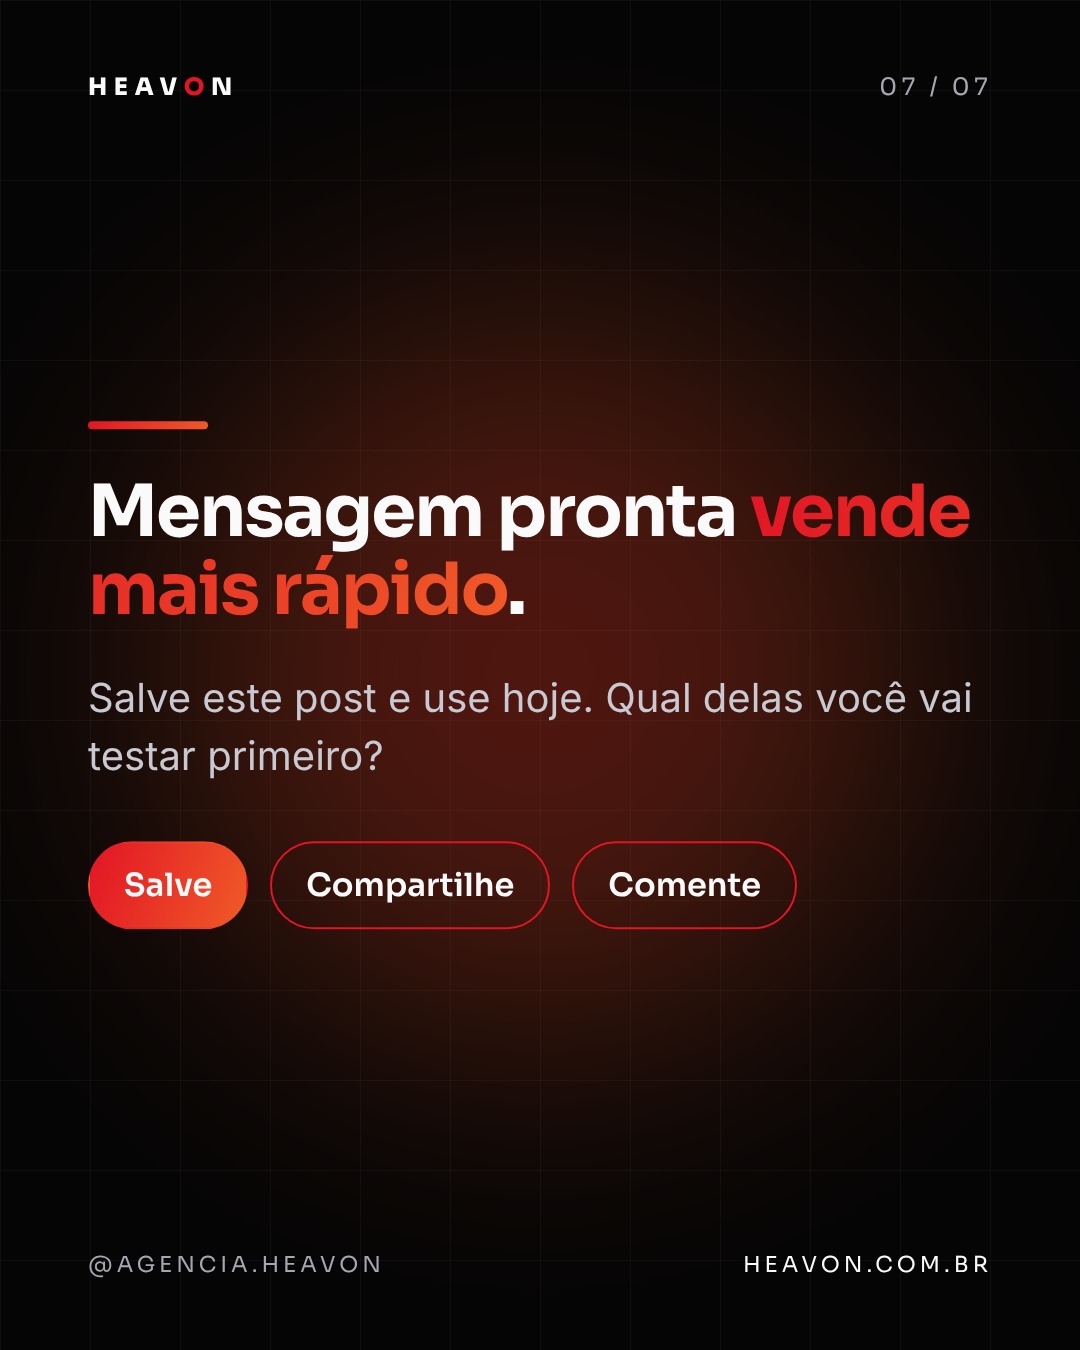 HEAVON
07 / 07
Mensagem pronta vende
mais rápido.
Salve este post e use hoje. Qual delas você vai
testar primeiro?
Salve
Compartilhe
Comente
@AGENCIA.HEAVON
HEAVON.COM.BR